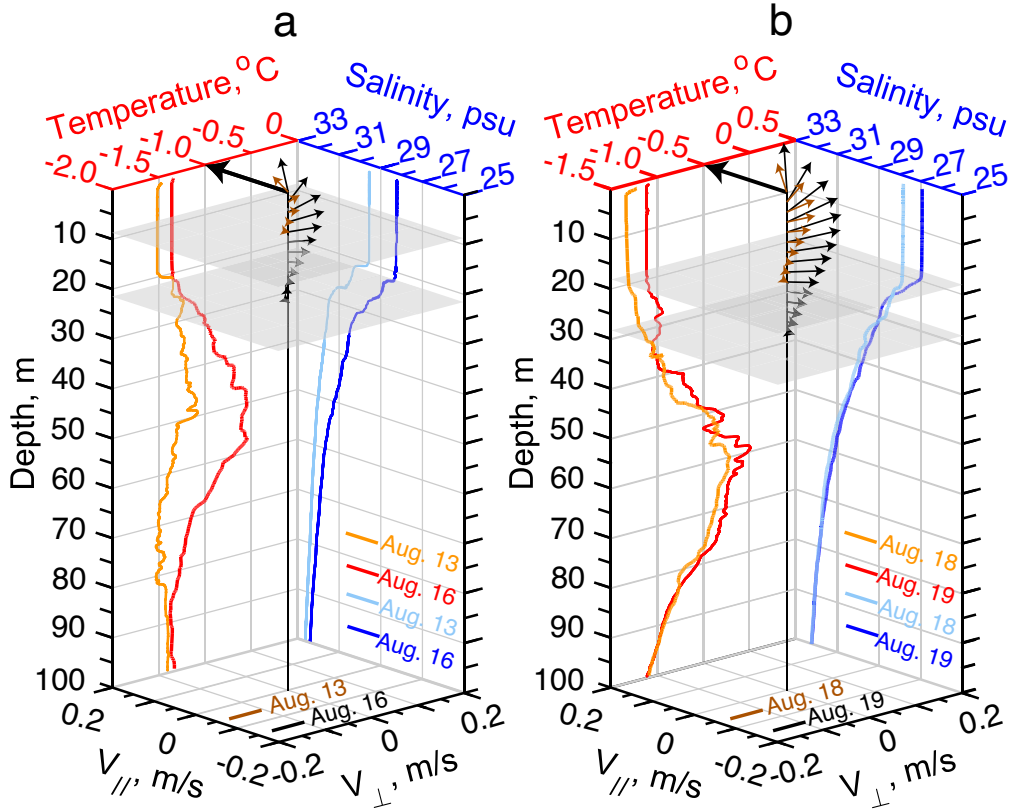 a
Temperature, °C
Salinity, psu
-2.0 -1.5 -1.0 -0.5 0
33 31 29 27 25
Depth, m
10
20
30
40
50
60
70
80
90
100
Aug. 13
Aug. 16
Aug. 13
Aug. 16
Aug. 13
Aug. 16
0.2 0 -0.2
-0.2 0 0.2
V//, m/s
V⊥, m/s
b
Temperature, °C
Salinity, psu
-1.5 -1.0 -0.5 0 0.5
33 31 29 27 25
Depth, m
10
20
30
40
50
60
70
80
90
100
Aug. 18
Aug. 19
Aug. 18
Aug. 19
Aug. 18
Aug. 19
0.2 0 -0.2
-0.2 0 0.2
V//, m/s
V⊥, m/s